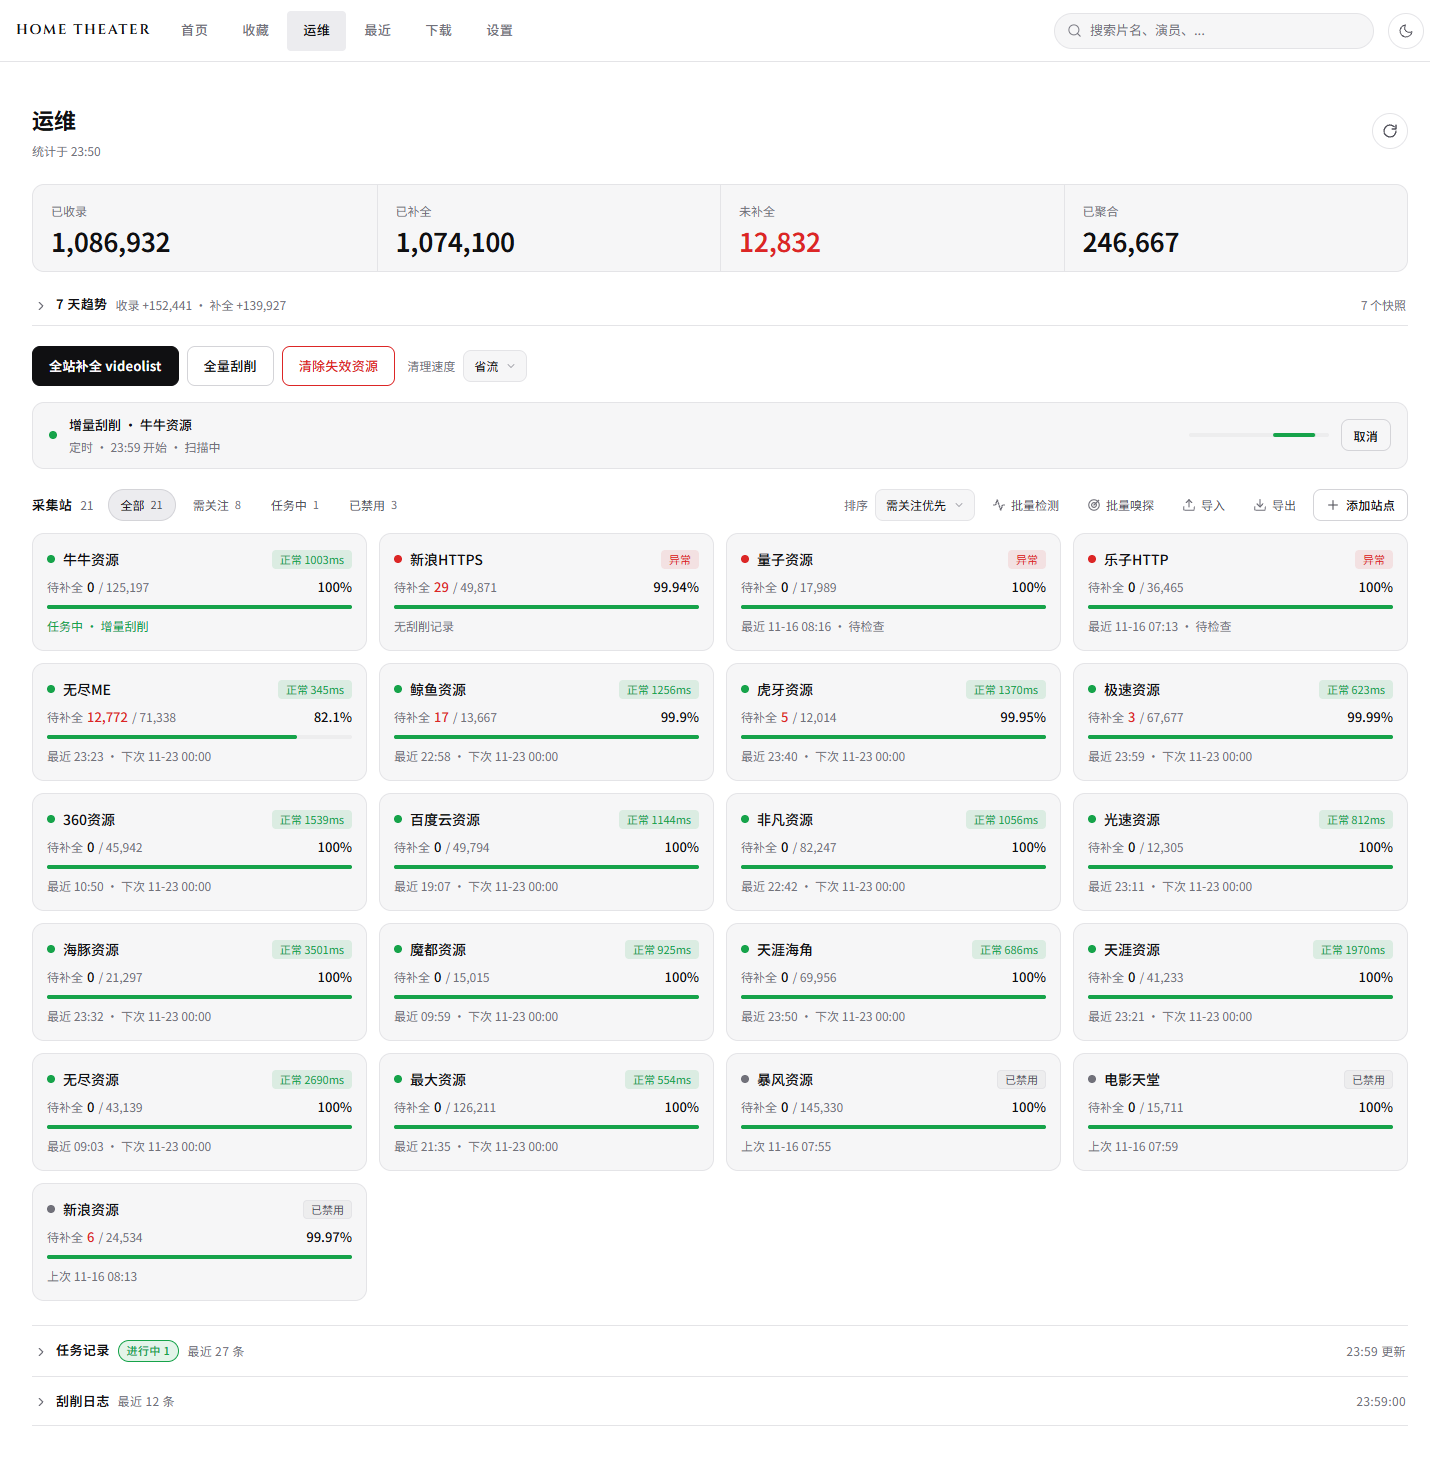 HOME THEATER 首页 收藏 运维 最近 下载 设置 搜索片名、演员、...
运维
统计于 23:50
已收录 已补全 未补全 已聚合
1,086,932 1,074,100 12,832 246,667
7 天趋势 收录 +152,441 • 补全 +139,927 7 个快照
全站补全 videolist 全量刮削 清除失效资源 清理速度 省流
增量刮削 • 牛牛资源
定时 • 23:59 开始 • 扫描中 取消
采集站 21 全部 21 需关注 8 任务中 1 已禁用 3 排序 需关注优先 批量检测 批量嗅探 导入 导出 添加站点
牛牛资源 正常 1003ms 新浪HTTPS 异常 量子资源 异常 乐子HTTP 异常
待补全 0 / 125,197 100% 待补全 29 / 49,871 99.94% 待补全 0 / 17,989 100% 待补全 0 / 36,465 100%
任务中 • 增量刮削 无刮削记录 最近 11-16 08:16 • 待检查 最近 11-16 07:13 • 待检查
无尽ME 正常 345ms 鲸鱼资源 正常 1256ms 虎牙资源 正常 1370ms 极速资源 正常 623ms
待补全 12,772 / 71,338 82.1% 待补全 17 / 13,667 99.9% 待补全 5 / 12,014 99.95% 待补全 3 / 67,677 99.99%
最近 23:23 • 下次 11-23 00:00 最近 22:58 • 下次 11-23 00:00 最近 23:40 • 下次 11-23 00:00 最近 23:59 • 下次 11-23 00:00
360资源 正常 1539ms 百度云资源 正常 1144ms 非凡资源 正常 1056ms 光速资源 正常 812ms
待补全 0 / 45,942 100% 待补全 0 / 49,794 100% 待补全 0 / 82,247 100% 待补全 0 / 12,305 100%
最近 10:50 • 下次 11-23 00:00 最近 19:07 • 下次 11-23 00:00 最近 22:42 • 下次 11-23 00:00 最近 23:11 • 下次 11-23 00:00
海豚资源 正常 3501ms 魔都资源 正常 925ms 天涯海角 正常 686ms 天涯资源 正常 1970ms
待补全 0 / 21,297 100% 待补全 0 / 15,015 100% 待补全 0 / 69,956 100% 待补全 0 / 41,233 100%
最近 23:32 • 下次 11-23 00:00 最近 09:59 • 下次 11-23 00:00 最近 23:50 • 下次 11-23 00:00 最近 23:21 • 下次 11-23 00:00
无尽资源 正常 2690ms 最大资源 正常 554ms 暴风资源 已禁用 电影天堂 已禁用
待补全 0 / 43,139 100% 待补全 0 / 126,211 100% 待补全 0 / 145,330 100% 待补全 0 / 15,711 100%
最近 09:03 • 下次 11-23 00:00 最近 21:35 • 下次 11-23 00:00 上次 11-16 07:55 上次 11-16 07:59
新浪资源 已禁用
待补全 6 / 24,534 99.97%
上次 11-16 08:13
任务记录 进行中 1 最近 27 条 23:59 更新
刮削日志 最近 12 条 23:59:00